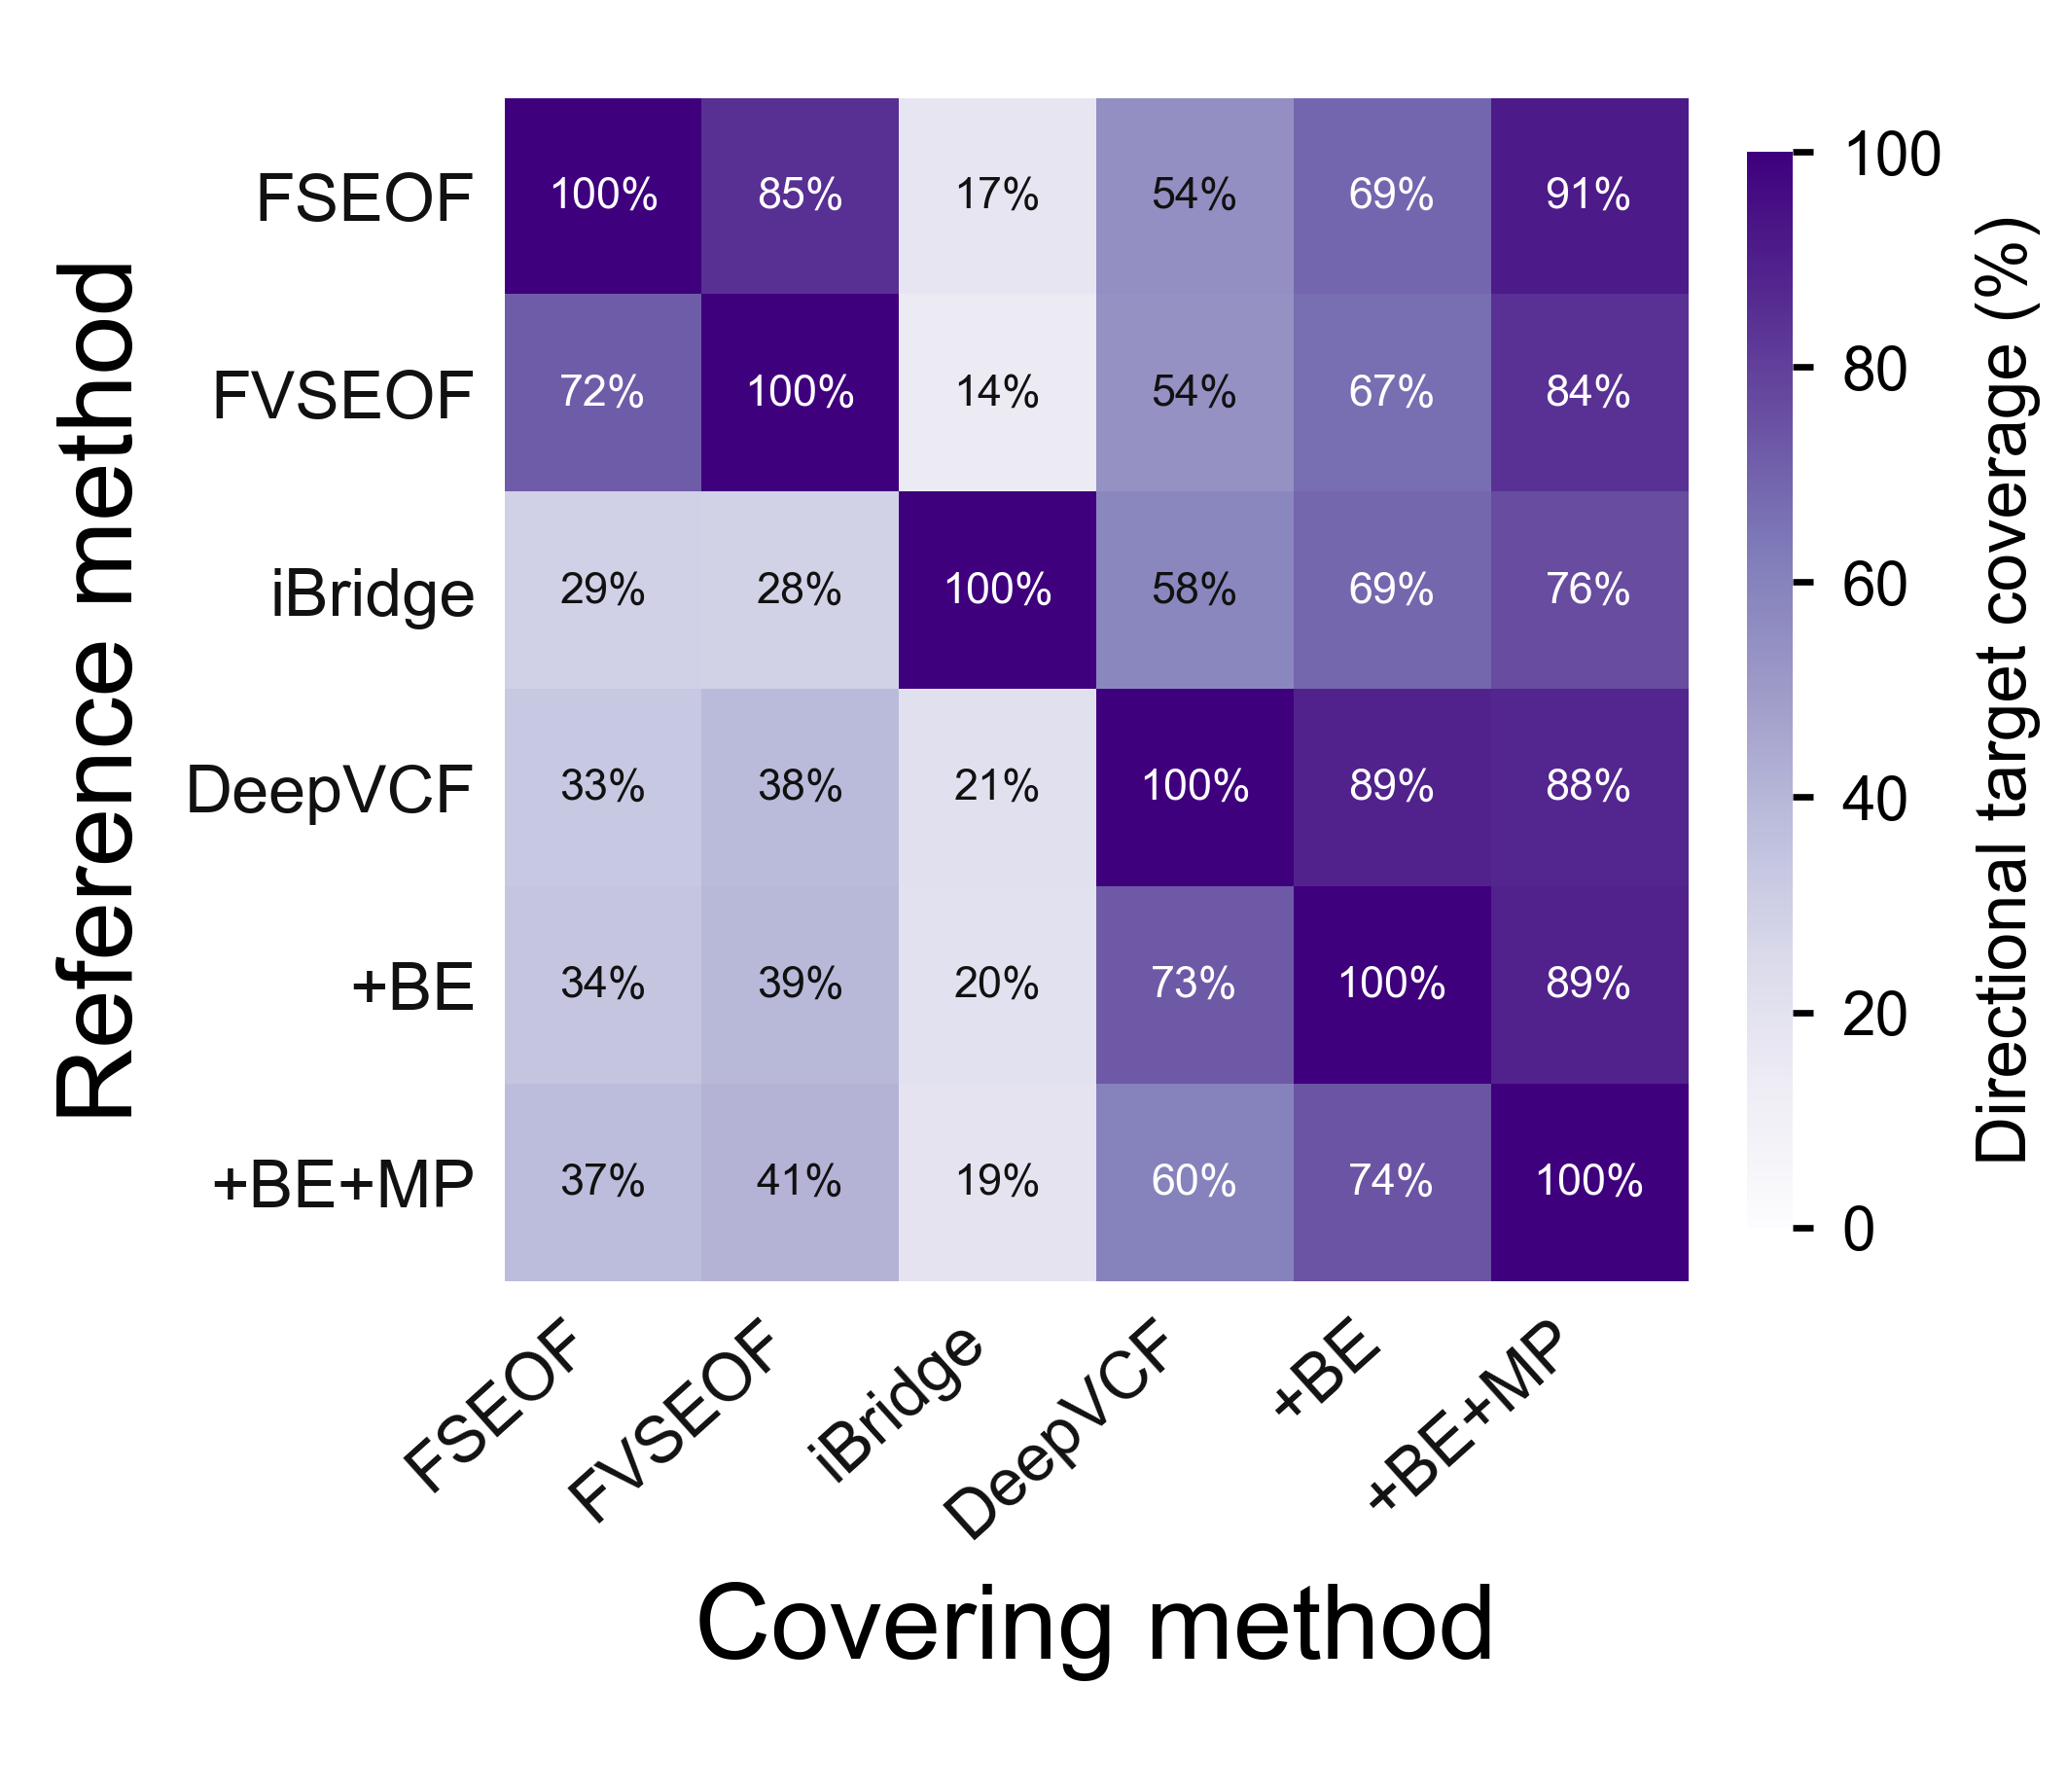 Reference method
FSEOF 100% 85% 17% 54% 69% 91%
FVSEOF 72% 100% 14% 54% 67% 84%
iBridge 29% 28% 100% 58% 69% 76%
DeepVCF 33% 38% 21% 100% 89% 88%
+BE 34% 39% 20% 73% 100% 89%
+BE+MP 37% 41% 19% 60% 74% 100%
FSEOF FVSEOF iBridge DeepVCF +BE +BE+MP
Covering method
100
80
60
40
20
0
Directional target coverage (%)